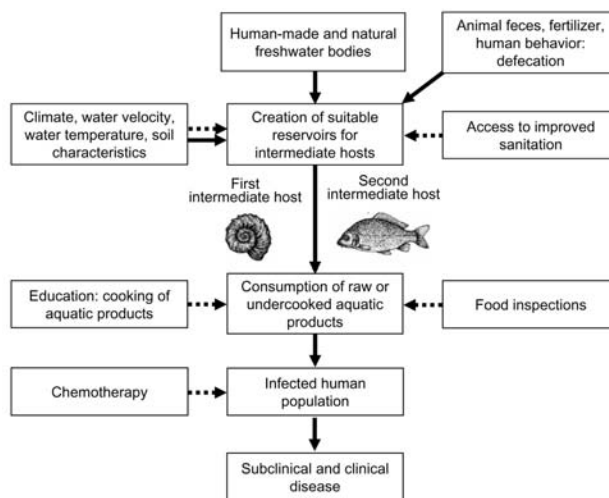 Human-made and natural
freshwater bodies
Animal feces, fertilizer,
human behavior:
defecation
Climate, water velocity,
water temperature, soil
characteristics
Creation of suitable
reservoirs for
intermediate hosts
Access to improved
sanitation
First
intermediate host
Second
intermediate host
Education: cooking of
aquatic products
Consumption of raw or
undercooked aquatic
products
Food inspections
Chemotherapy
Infected human
population
Subclinical and clinical
disease